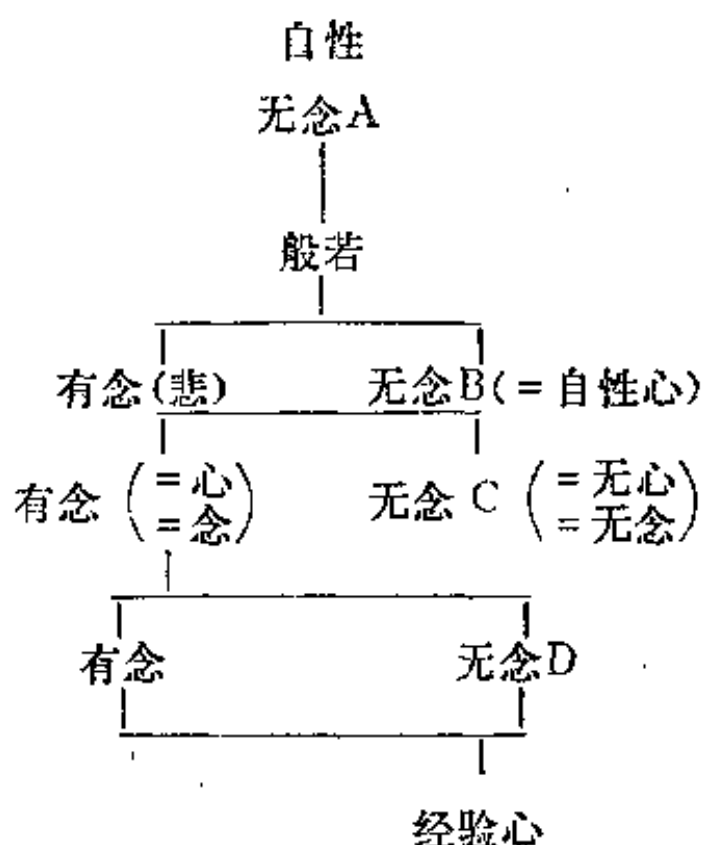 自性
无念A
般若
有念(悲) 无念B(=自性心)
有念(=心 =念) 无念C(=无心 =无念)
有念 无念D
经验心